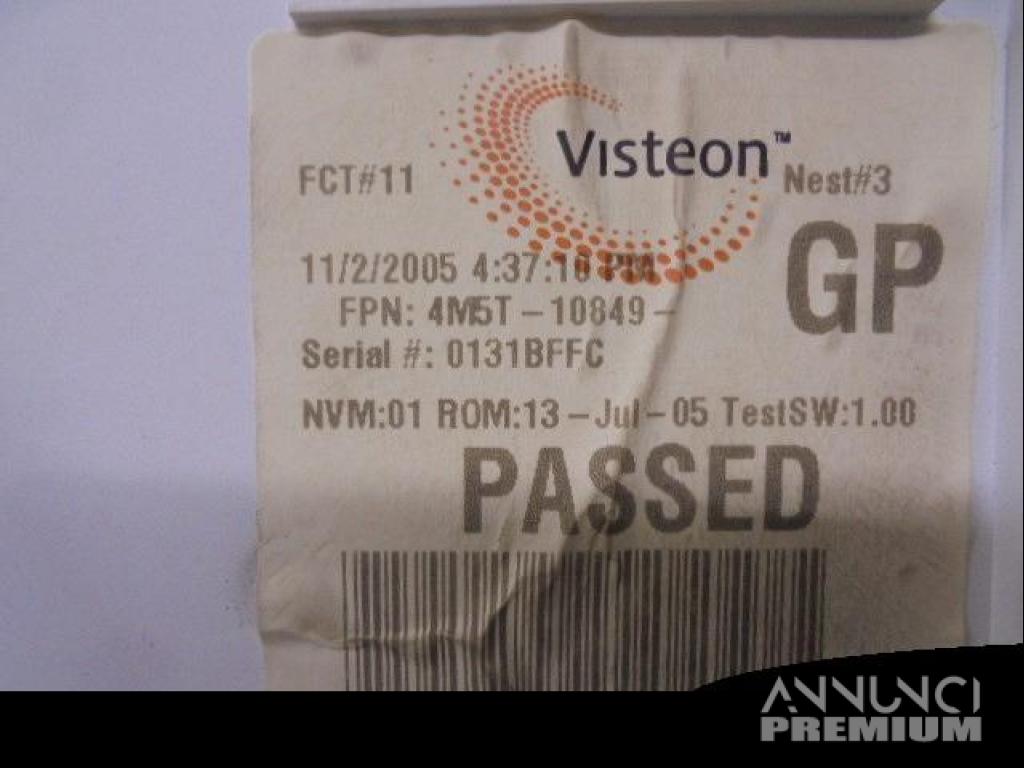 Visteon™
FCT#11 Nest#3
GP
11/2/2005 4:37:10 PM
FPN: 4M5T-10849-
Serial #: 0131BFFC
NVM:01 ROM:13-Jul-05 TestSW:1.00
PASSED
ANNUNCI
PREMIUM